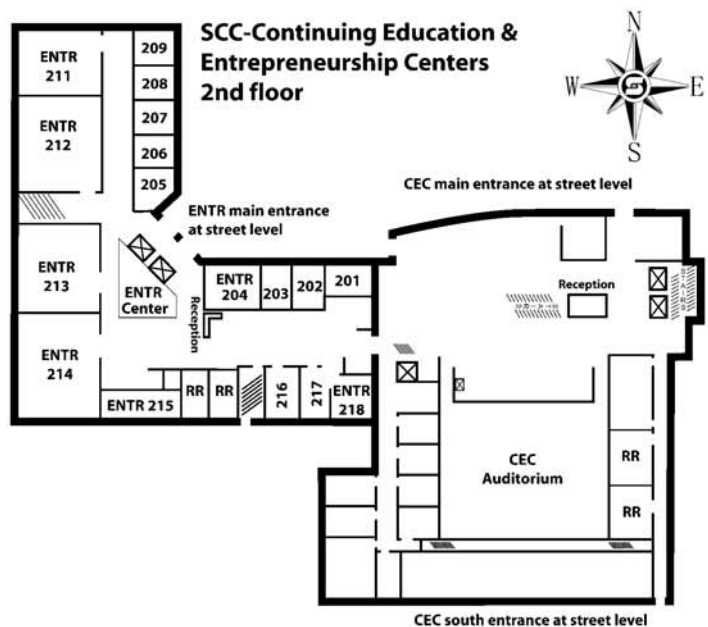 SCC-Continuing Education &
Entrepreneurship Centers
2nd floor
N
W
E
S
ENTR
211
209
208
ENTR
212
207
206
205
CEC main entrance at street level
ENTR main entrance
at street level
ENTR
213
ENTR
Center
ENTR
204
203
202
201
Reception
Reception
STAIRS
STAIRS
ENTR
214
ENTR 215
RR
RR
216
217
ENTR
218
CEC
Auditorium
RR
RR
CEC south entrance at street level